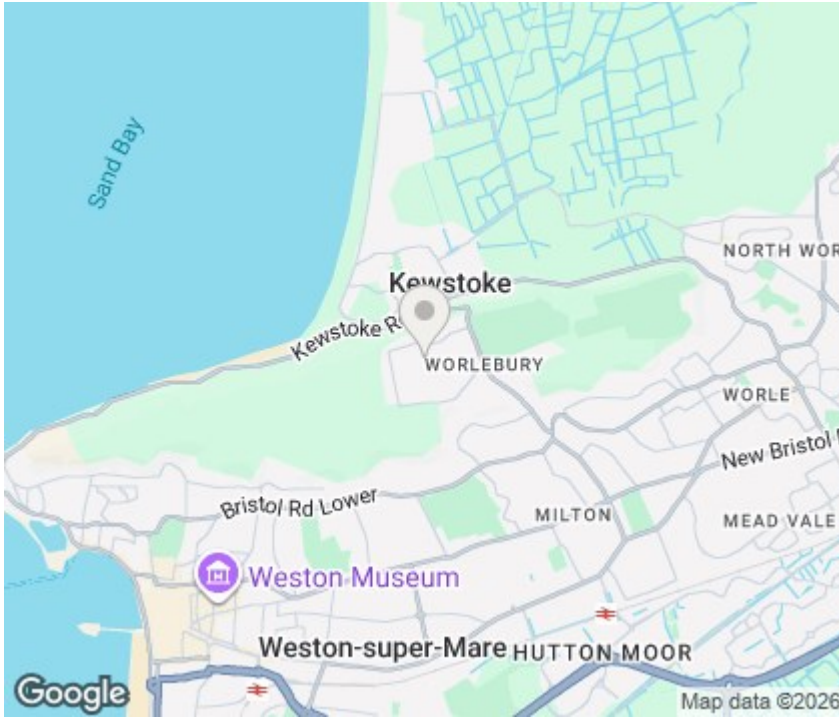 Sand Bay
NORTH WOR
Kewstoke
Kewstoke R
WORLEBURY
WORLE
New Bristol
Bristol Rd Lower
MILTON
MEAD VALE
Weston Museum
Weston-super-Mare
HUTTON MOOR
Google
Map data ©2026